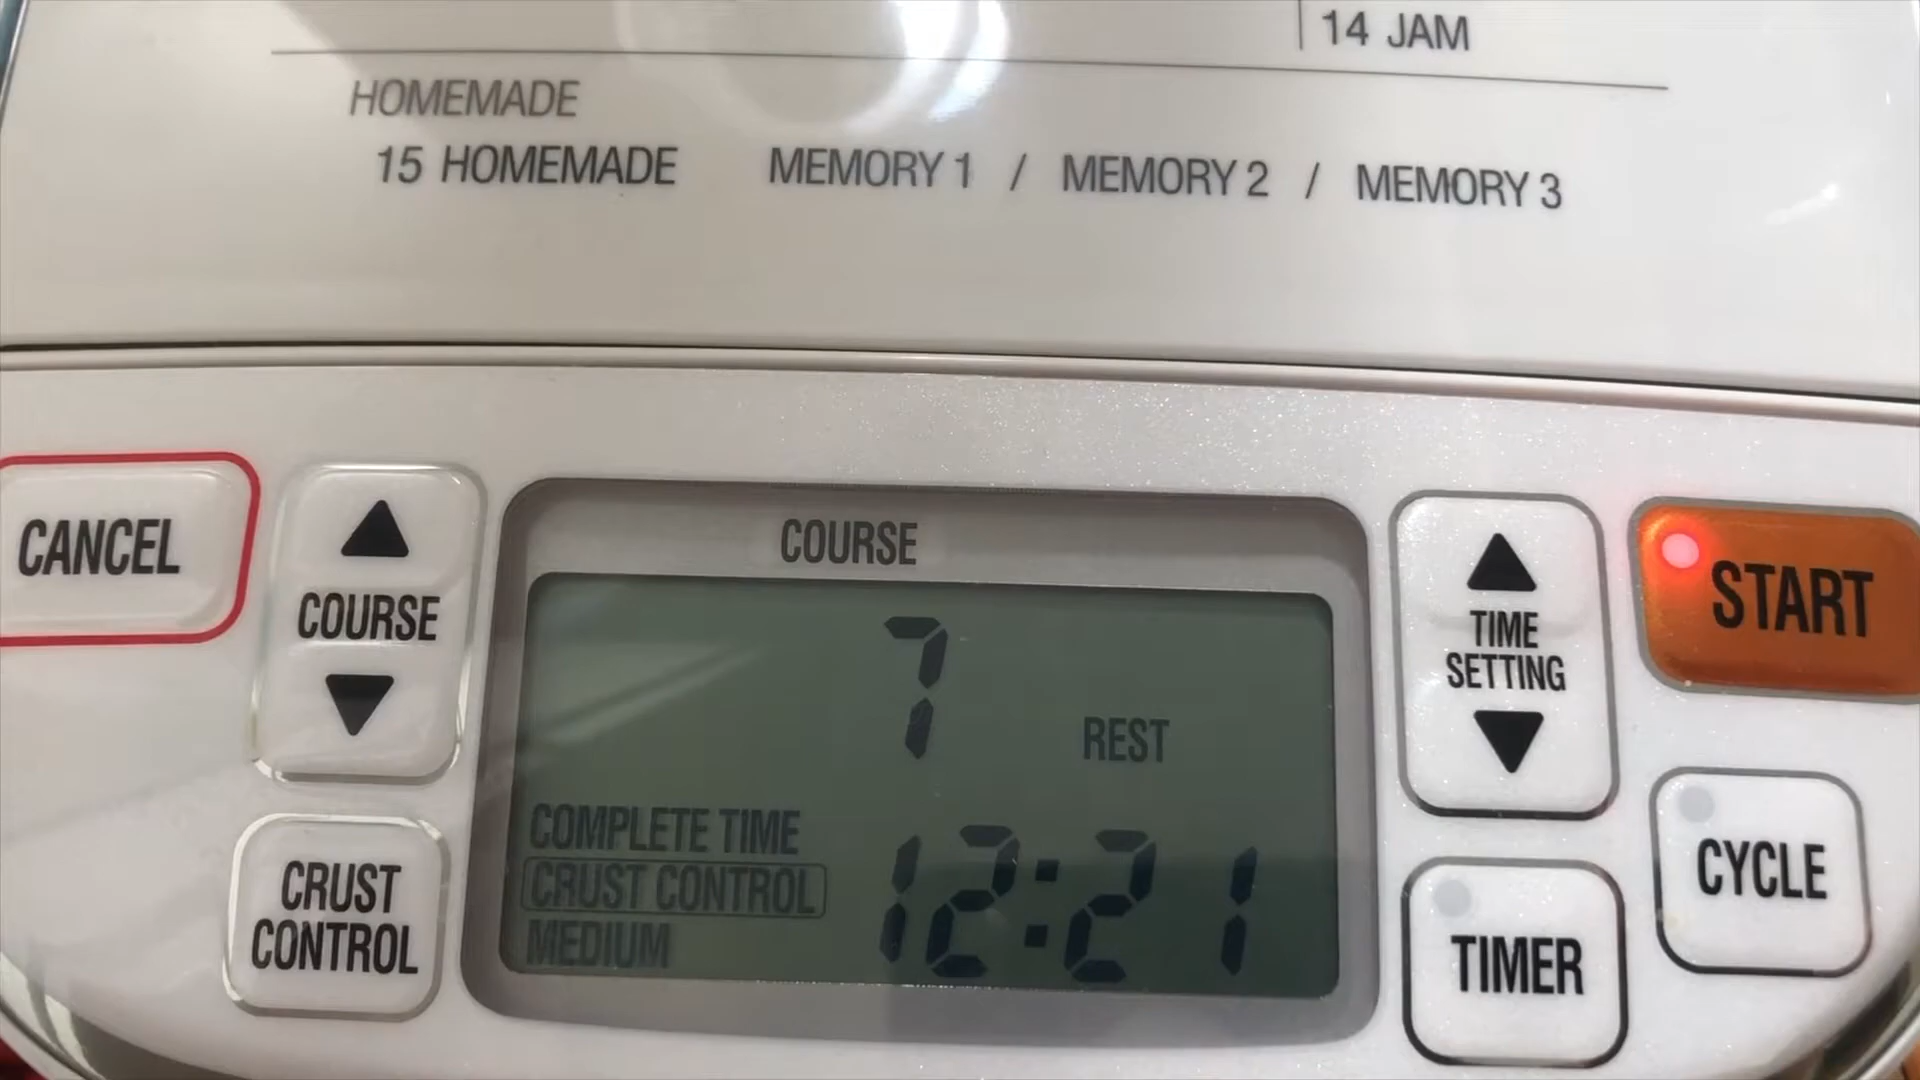 14 JAM
HOMEMADE
15 HOMEMADE MEMORY 1 / MEMORY 2 / MEMORY 3
CANCEL
COURSE
CRUST
CONTROL
COURSE
7
REST
COMPLETE TIME
CRUST CONTROL
MEDIUM
12:21
TIME
SETTING
START
TIMER
CYCLE